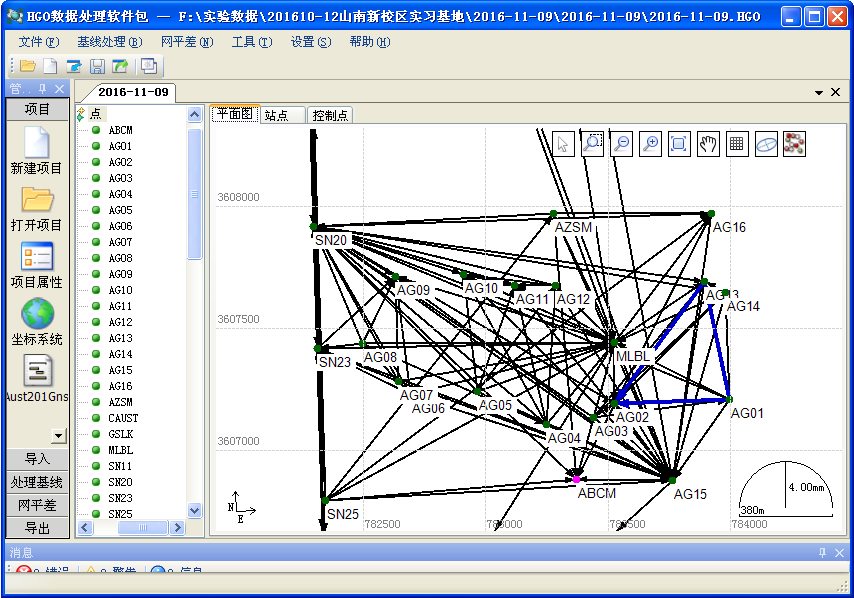 HGO数据处理软件包 — F:\实验数据\201610-12山南新校区实习基地\2016-11-09\2016-11-09\2016-11-09.HGO
文件(F) 基线处理(B) 网平差(N) 工具(T) 设置(S) 帮助(H)
管..
2016-11-09
项目
新建项目
打开项目
项目属性
坐标系统
Aust201Gns
导入
处理基线
网平差
导出
点
ABCM
AG01
AG02
AG03
AG04
AG05
AG06
AG07
AG08
AG09
AG10
AG11
AG12
AG13
AG14
AG15
AG16
AZSM
CAUST
GSLK
MLBL
SN11
SN20
SN23
SN25
平面图 站点 控制点
3608000
AZSM AG16
SN20
AG09 AG10 AG11 AG12 AG13 AG14
3607500
SN23 AG08 MLBL
AG07 AG06 AG05 AG02 AG01
AG03 AG04
3607000
ABCM AG15
SN25
N
E
4.00mm
380m
782500 783000 783500 784000
消息
0 错误 0 警告 0 信息